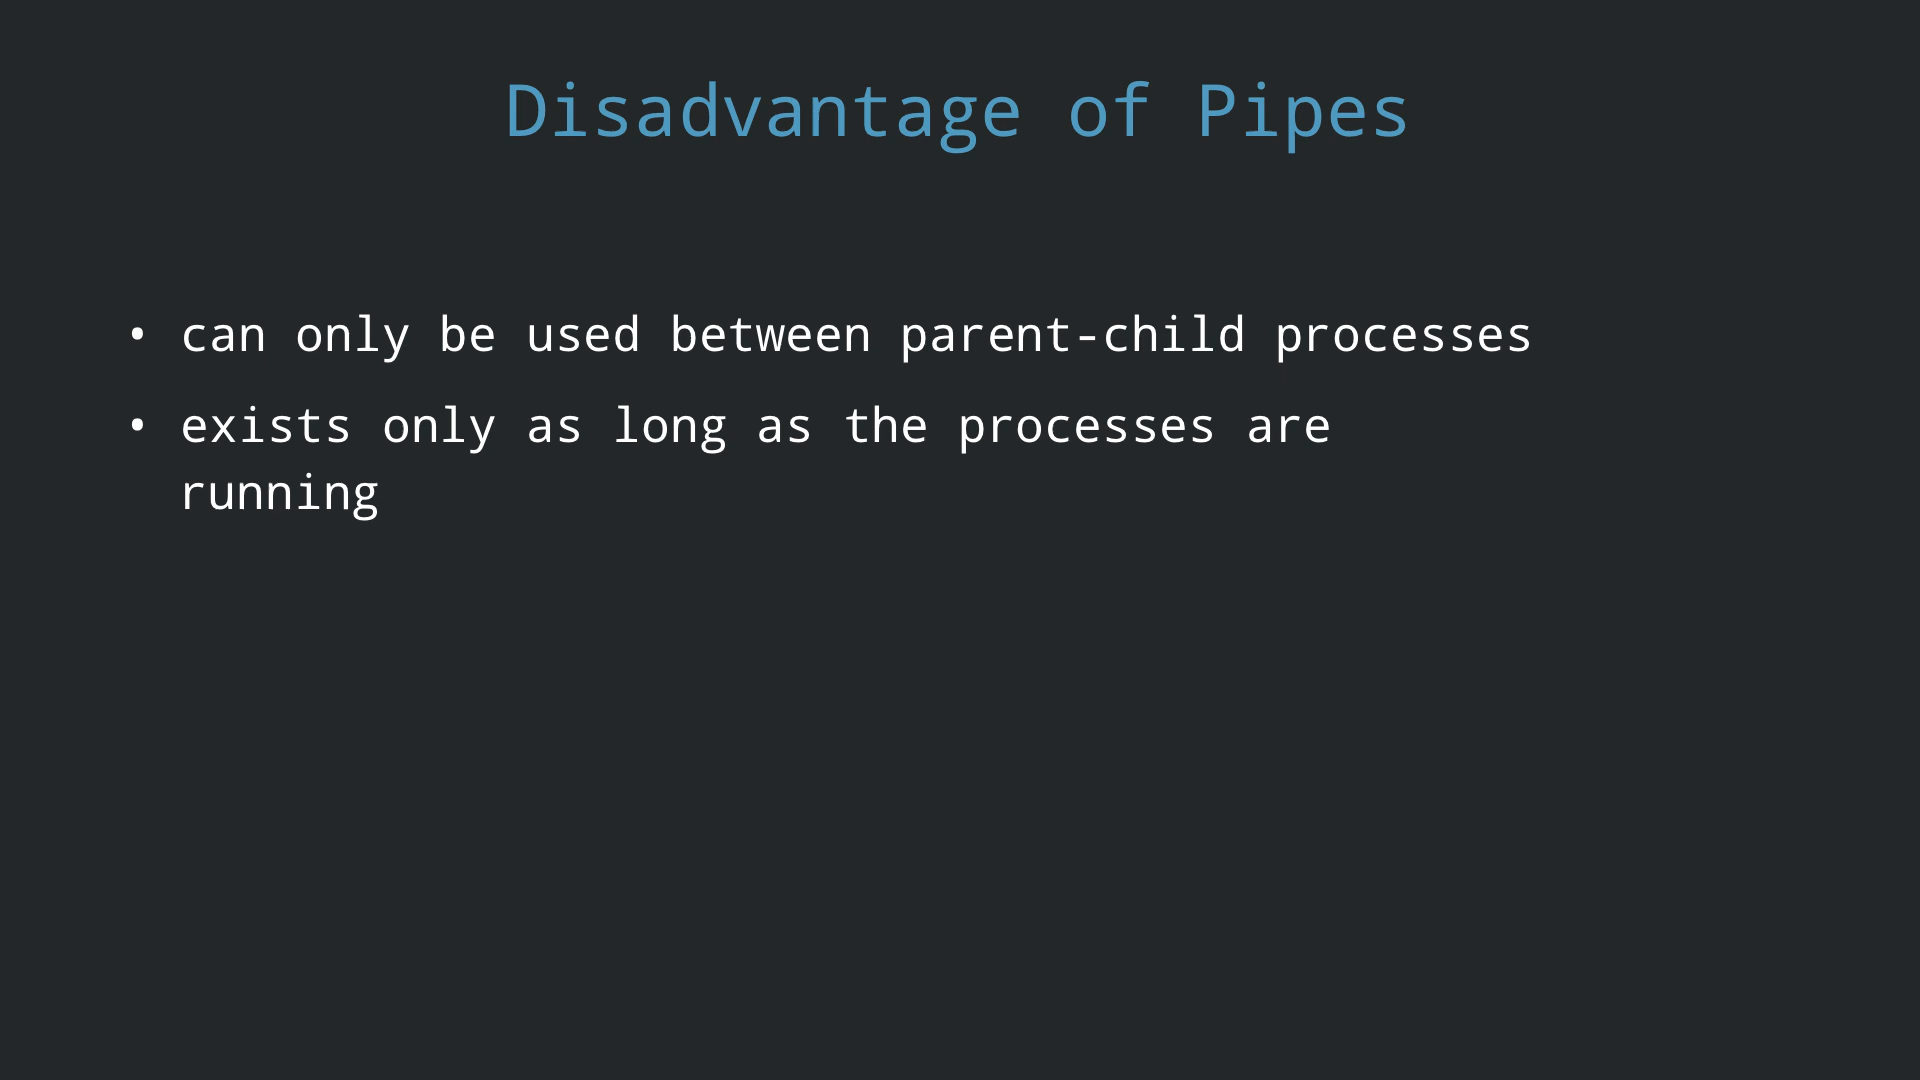 Disadvantage of Pipes
• can only be used between parent-child processes
• exists only as long as the processes are
running